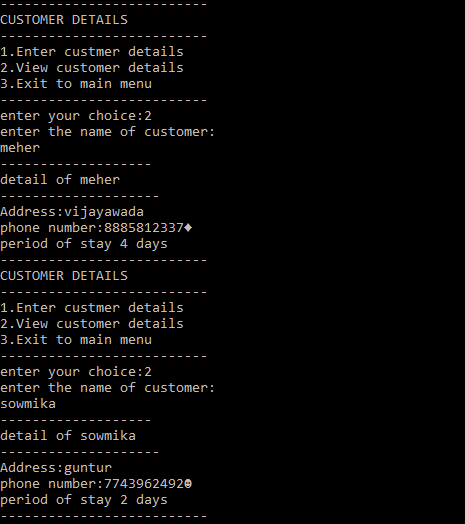 --------------------------
CUSTOMER DETAILS
--------------------------
1.Enter custmer details
2.View customer details
3.Exit to main menu
--------------------------
enter your choice:2
enter the name of customer:
meher
-------------------
detail of meher
--------------------
Address:vijayawada
phone number:8885812337♦
period of stay 4 days
--------------------------
CUSTOMER DETAILS
--------------------------
1.Enter custmer details
2.View customer details
3.Exit to main menu
--------------------------
enter your choice:2
enter the name of customer:
sowmika
-------------------
detail of sowmika
--------------------
Address:guntur
phone number:7743962492
period of stay 2 days
--------------------------